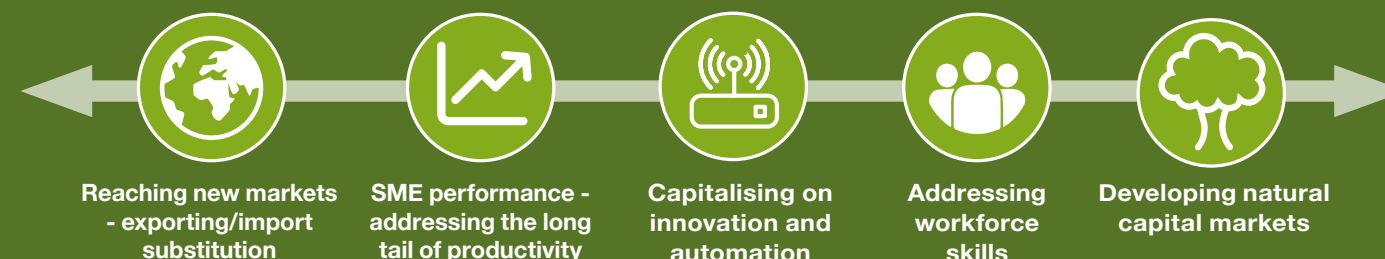 Reaching new markets
- exporting/import
substitution
SME performance -
addressing the long
tail of productivity
Capitalising on
innovation and
automation
Addressing
workforce
skills
Developing natural
capital markets